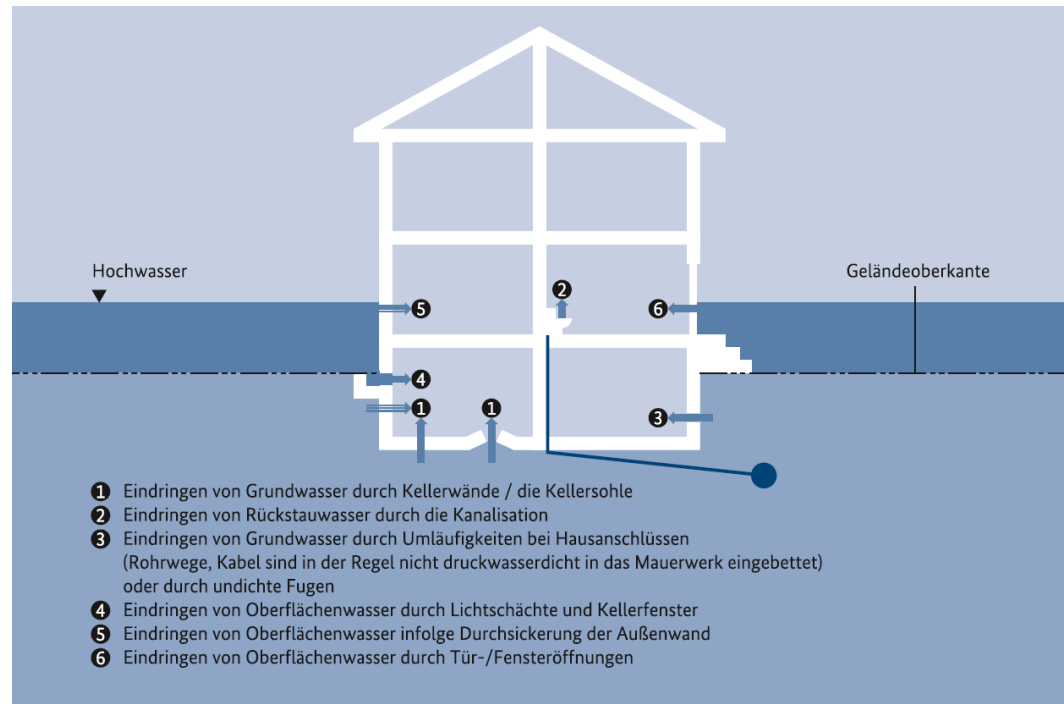 Hochwasser
Geländeoberkante
5
2
6
4
1
1
3
1 Eindringen von Grundwasser durch Kellerwände / die Kellersohle
2 Eindringen von Rückstauwasser durch die Kanalisation
3 Eindringen von Grundwasser durch Umläufigkeiten bei Hausanschlüssen
(Rohrwege, Kabel sind in der Regel nicht druckwasserdicht in das Mauerwerk eingebettet)
oder durch undichte Fugen
4 Eindringen von Oberflächenwasser durch Lichtschächte und Kellerfenster
5 Eindringen von Oberflächenwasser infolge Durchsickerung der Außenwand
6 Eindringen von Oberflächenwasser durch Tür-/Fensteröffnungen